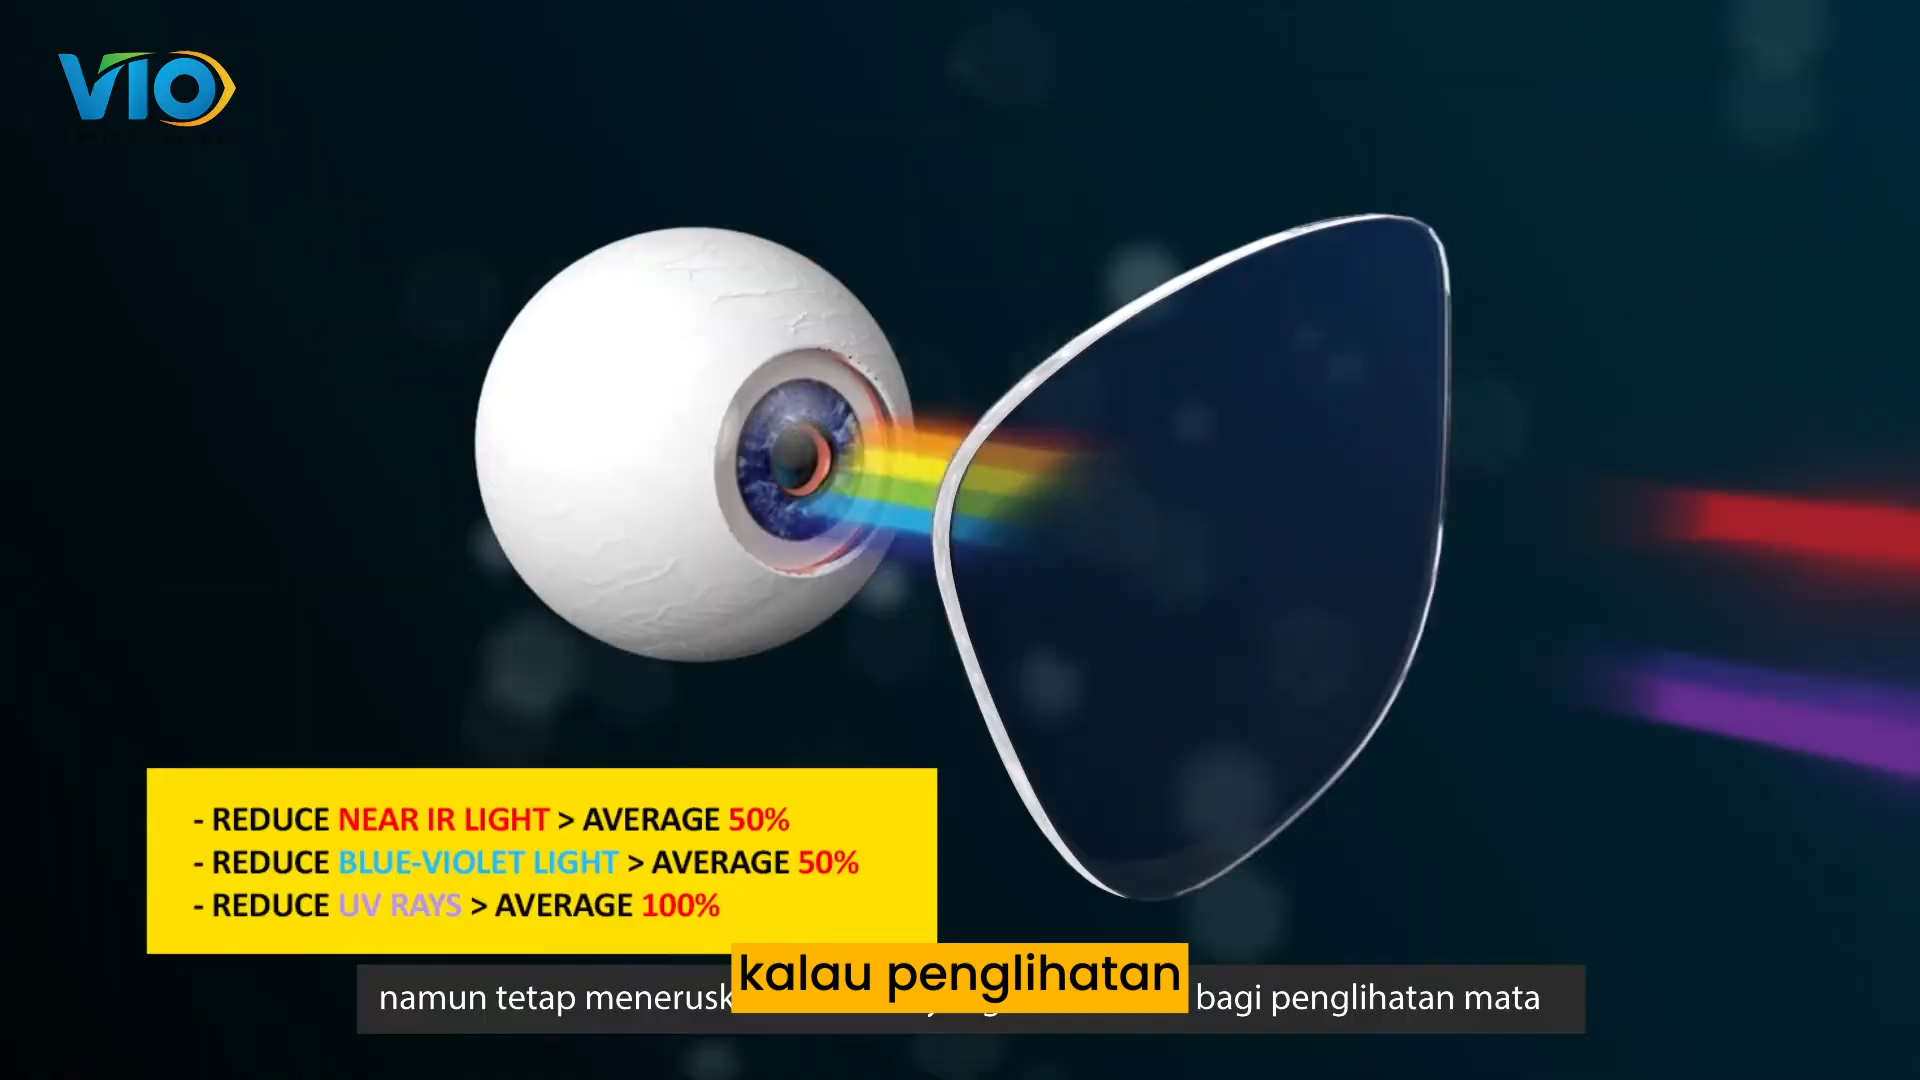 VIO
- REDUCE NEAR IR LIGHT > AVERAGE 50%
- REDUCE BLUE-VIOLET LIGHT > AVERAGE 50%
- REDUCE UV RAYS > AVERAGE 100%
kalau penglihatan
namun tetap bagi penglihatan mata